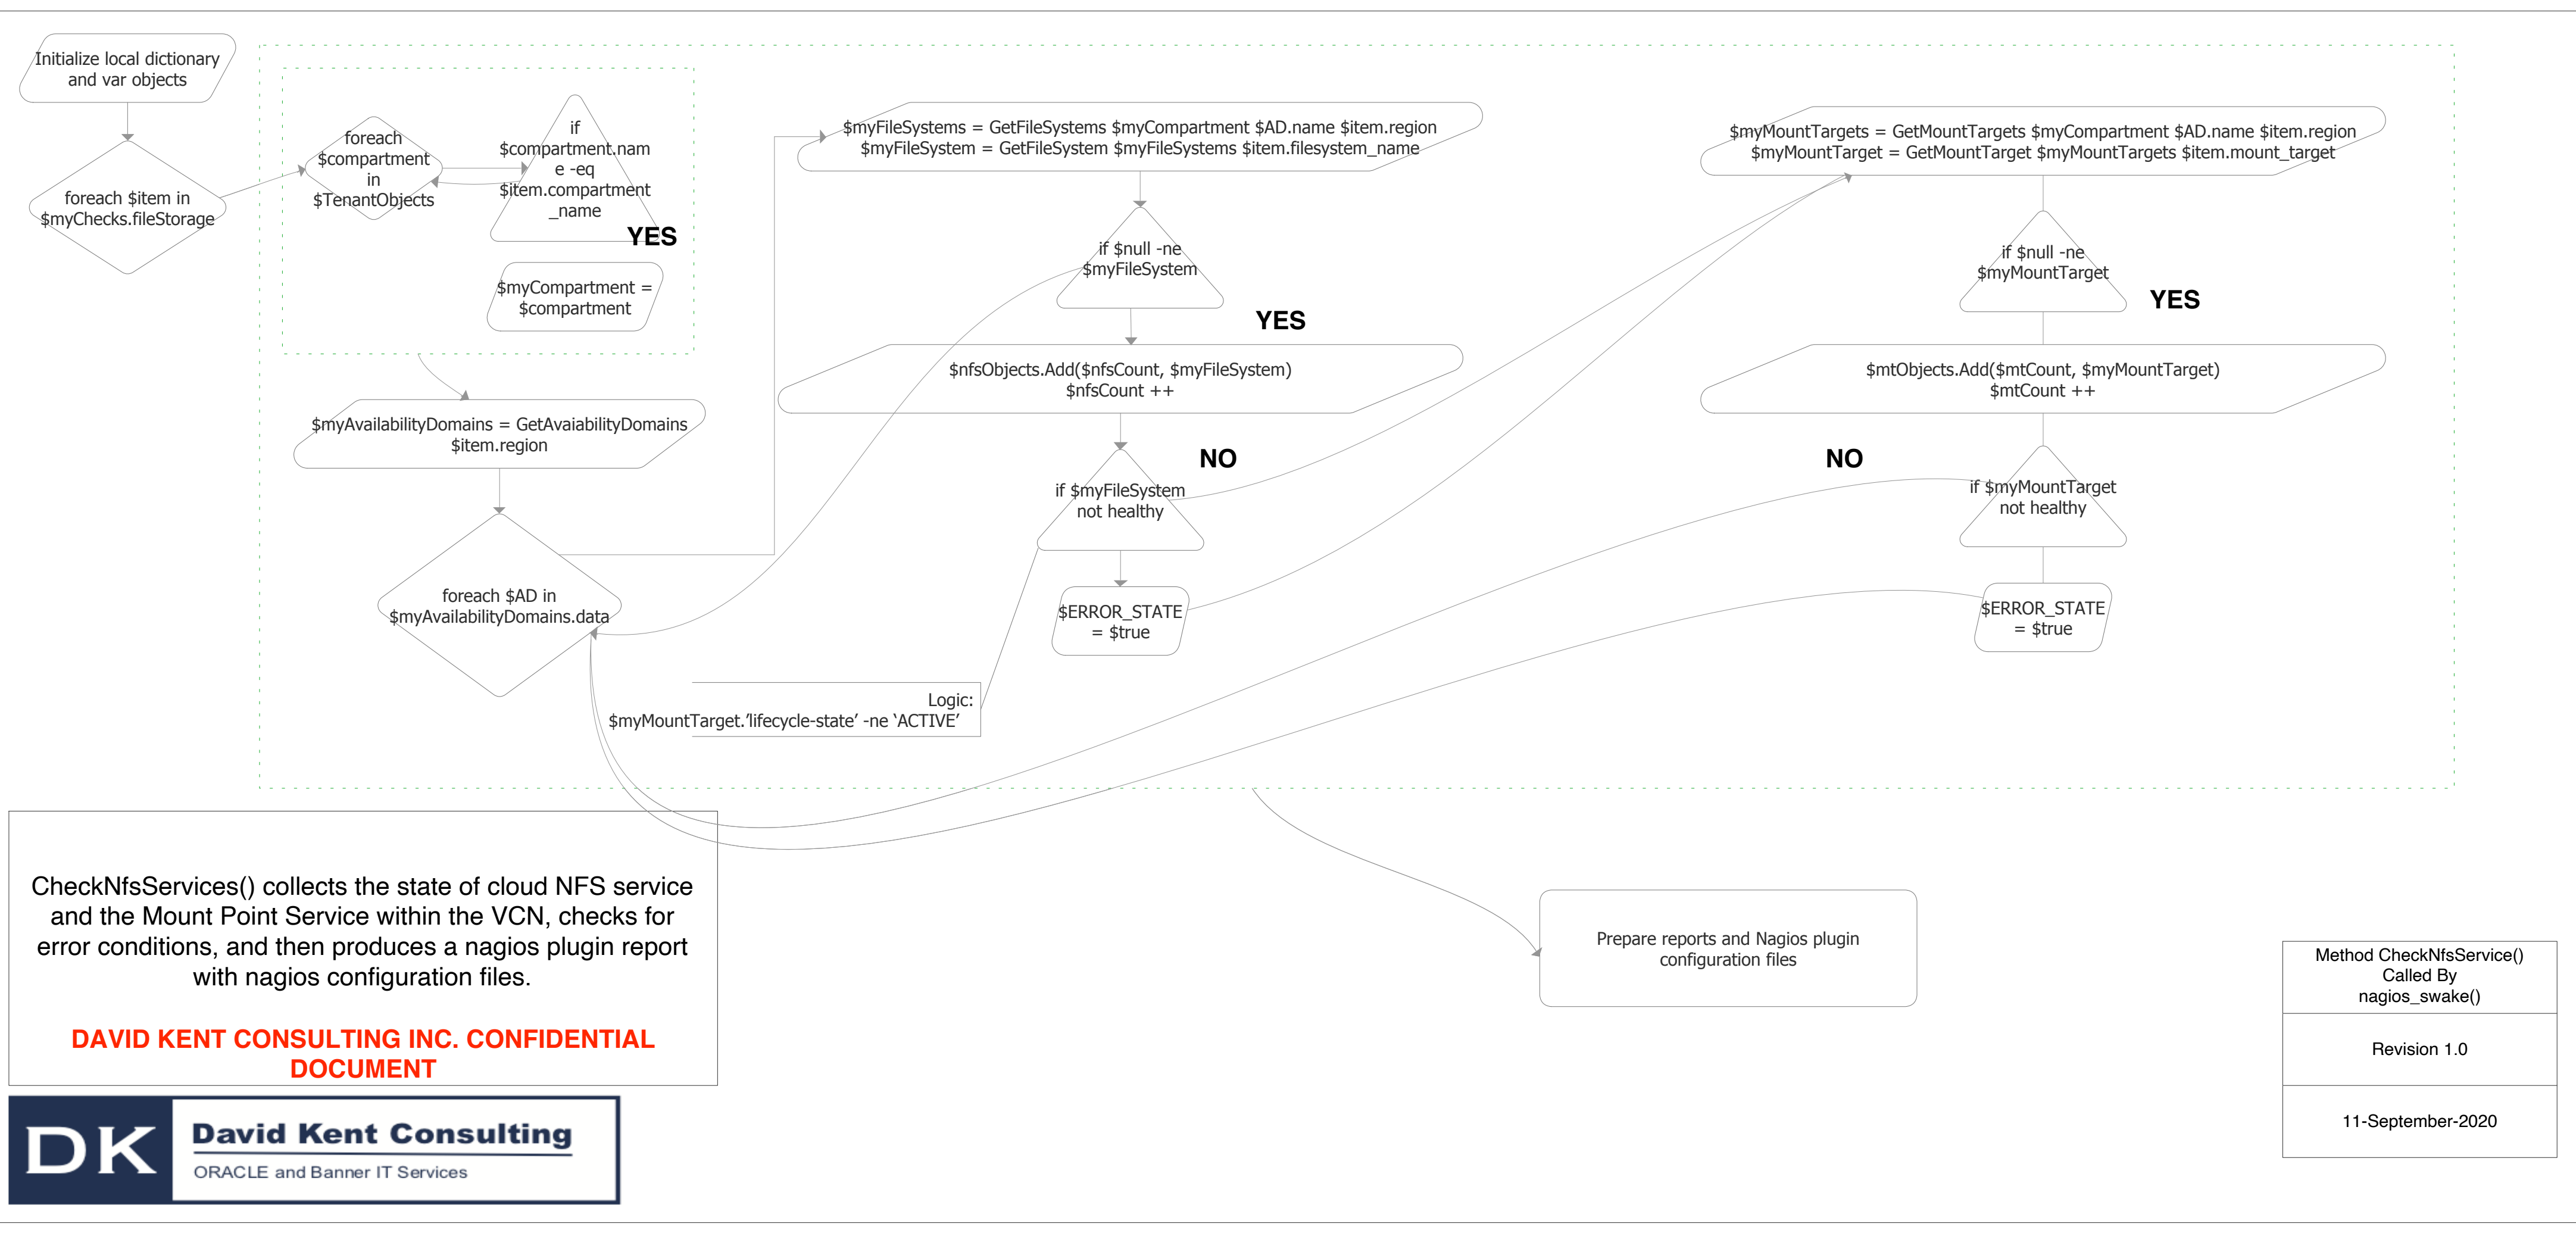 Initialize local dictionary
and var objects
foreach $item in
$myChecks.fileStorage
foreach
$compartment
in
$TenantObjects
if
$compartment.nam
e -eq
$item.compartment
_name
YES
$myCompartment =
$compartment
$myAvailabilityDomains = GetAvaiabilityDomains
$item.region
foreach $AD in
$myAvailabilityDomains.data
$myFileSystems = GetFileSystems $myCompartment $AD.name $item.region
$myFileSystem = GetFileSystem $myFileSystems $item.filesystem_name
if $null -ne
$myFileSystem
YES
$nfsObjects.Add($nfsCount, $myFileSystem)
$nfsCount ++
NO
if $myFileSystem
not healthy
$ERROR_STATE
= $true
Logic:
$myMountTarget.’lifecycle-state’ -ne ‘ACTIVE’
$myMountTargets = GetMountTargets $myCompartment $AD.name $item.region
$myMountTarget = GetMountTarget $myMountTargets $item.mount_target
if $null -ne
$myMountTarget
YES
$mtObjects.Add($mtCount, $myMountTarget)
$mtCount ++
NO
if $myMountTarget
not healthy
$ERROR_STATE
= $true
Prepare reports and Nagios plugin
configuration files
CheckNfsServices() collects the state of cloud NFS service
and the Mount Point Service within the VCN, checks for
error conditions, and then produces a nagios plugin report
with nagios configuration files.
DAVID KENT CONSULTING INC. CONFIDENTIAL
DOCUMENT
DK
David Kent Consulting
ORACLE and Banner IT Services
Method CheckNfsService()
Called By
nagios_swake()
Revision 1.0
11-September-2020